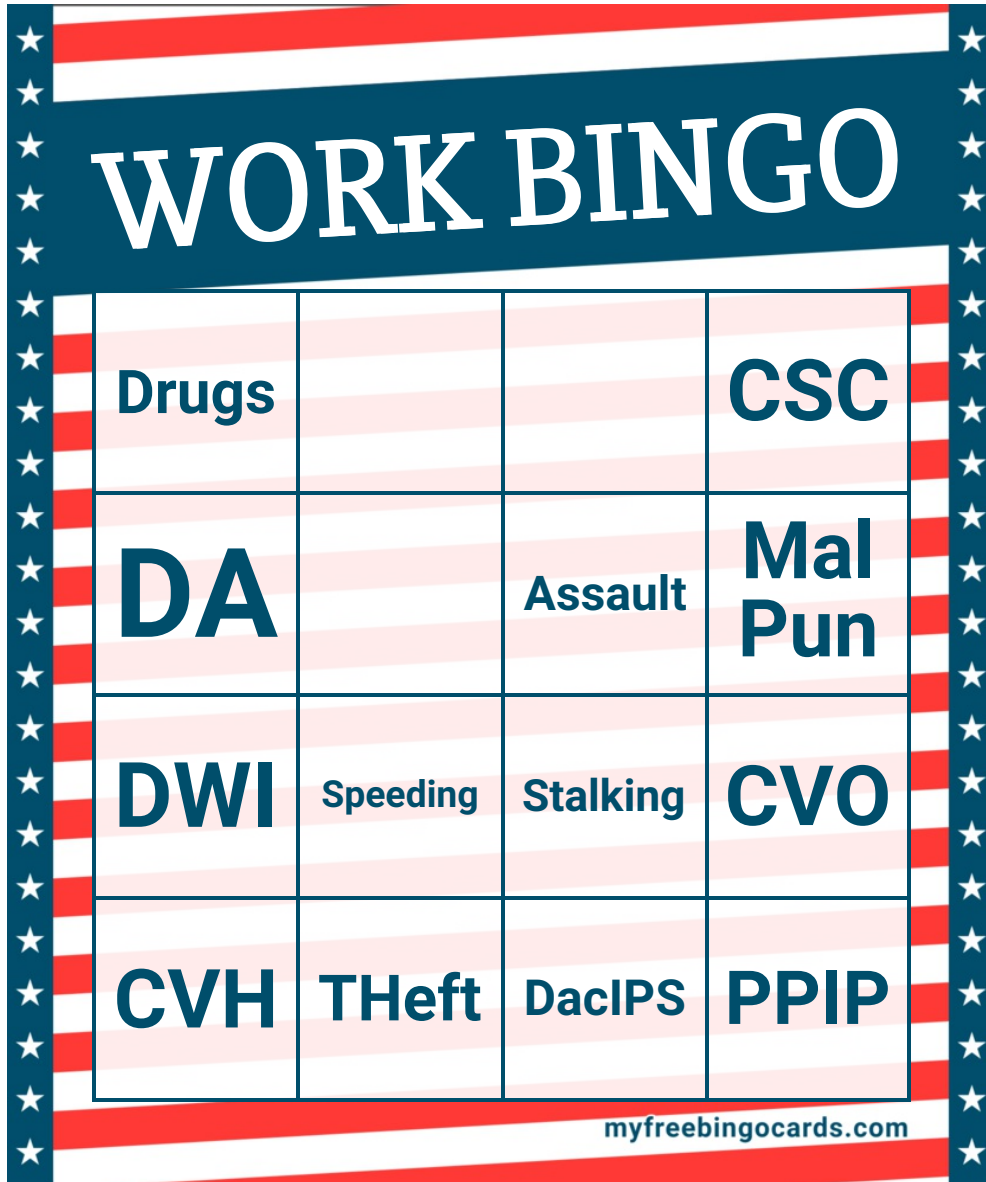 WORK BINGO
Drugs
CSC
DA
Assault
Mal
Pun
DWI
Speeding
Stalking
CVO
CVH
THeft
DacIPS
PPIP
myfreebingocards.com